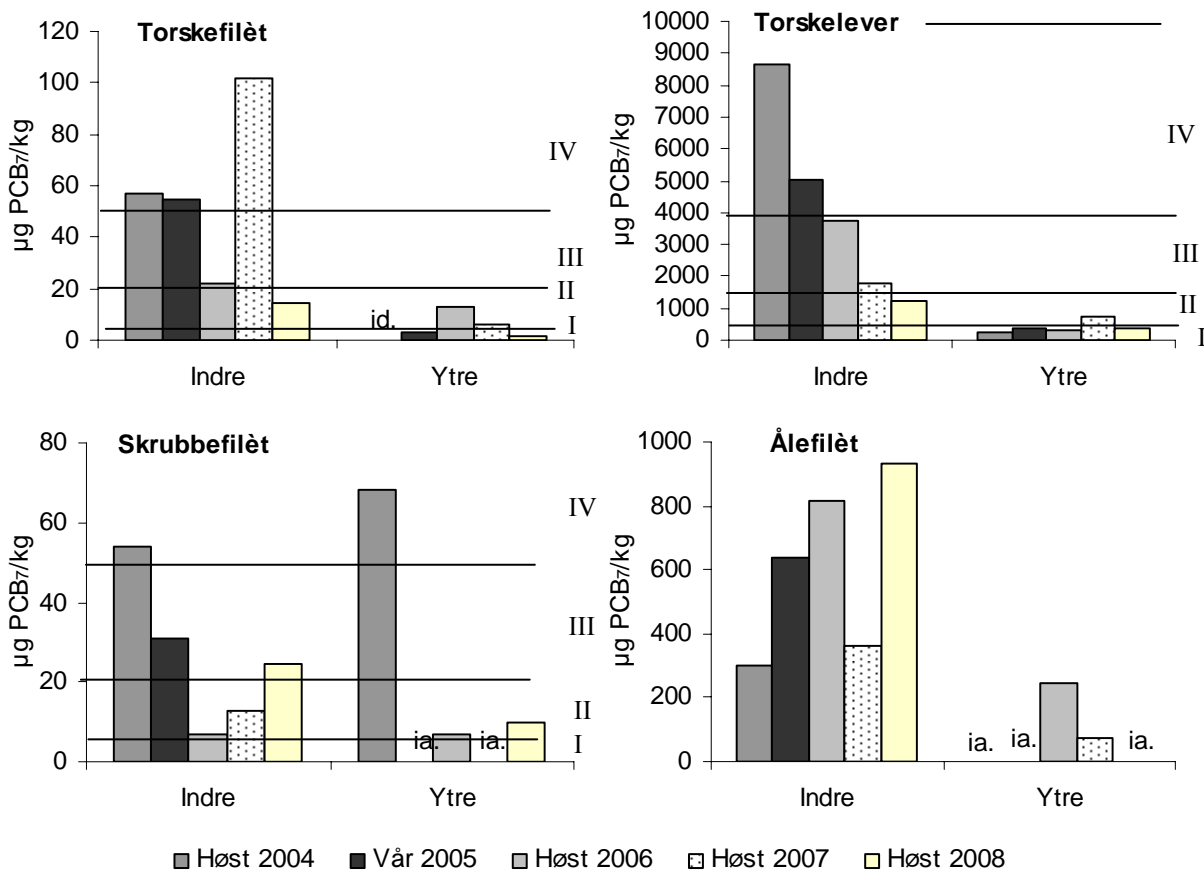 Torskefilèt
120
100
80
60
40
20
0
µg PCB7/kg
IV
III
II
I
id.
Indre Ytre
Torskelever
10000
9000
8000
7000
6000
5000
4000
3000
2000
1000
0
µg PCB7/kg
IV
III
II
I
Indre Ytre
Skrubbefilèt
80
60
40
20
0
µg PCB7/kg
IV
III
II
I
ia. ia.
Indre Ytre
Ålefilèt
1000
800
600
400
200
0
µg PCB7/kg
ia. ia. ia.
Indre Ytre
Høst 2004 Vår 2005 Høst 2006 Høst 2007 Høst 2008